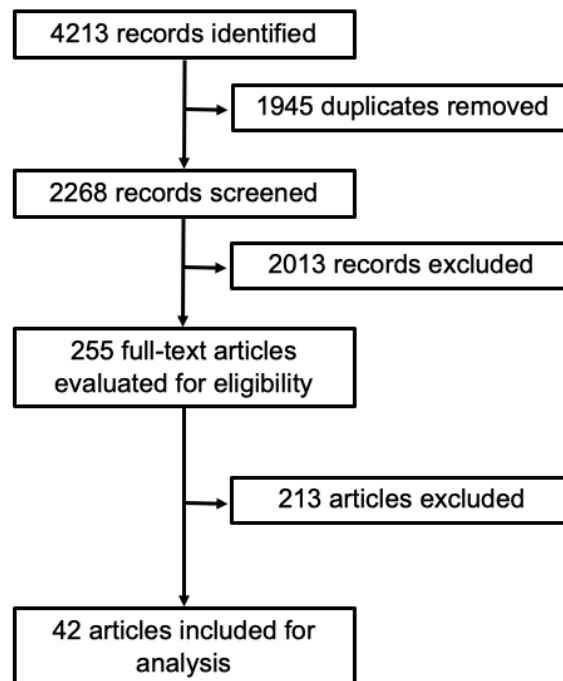 4213 records identified
1945 duplicates removed
2268 records screened
2013 records excluded
255 full-text articles
evaluated for eligibility
213 articles excluded
42 articles included for
analysis